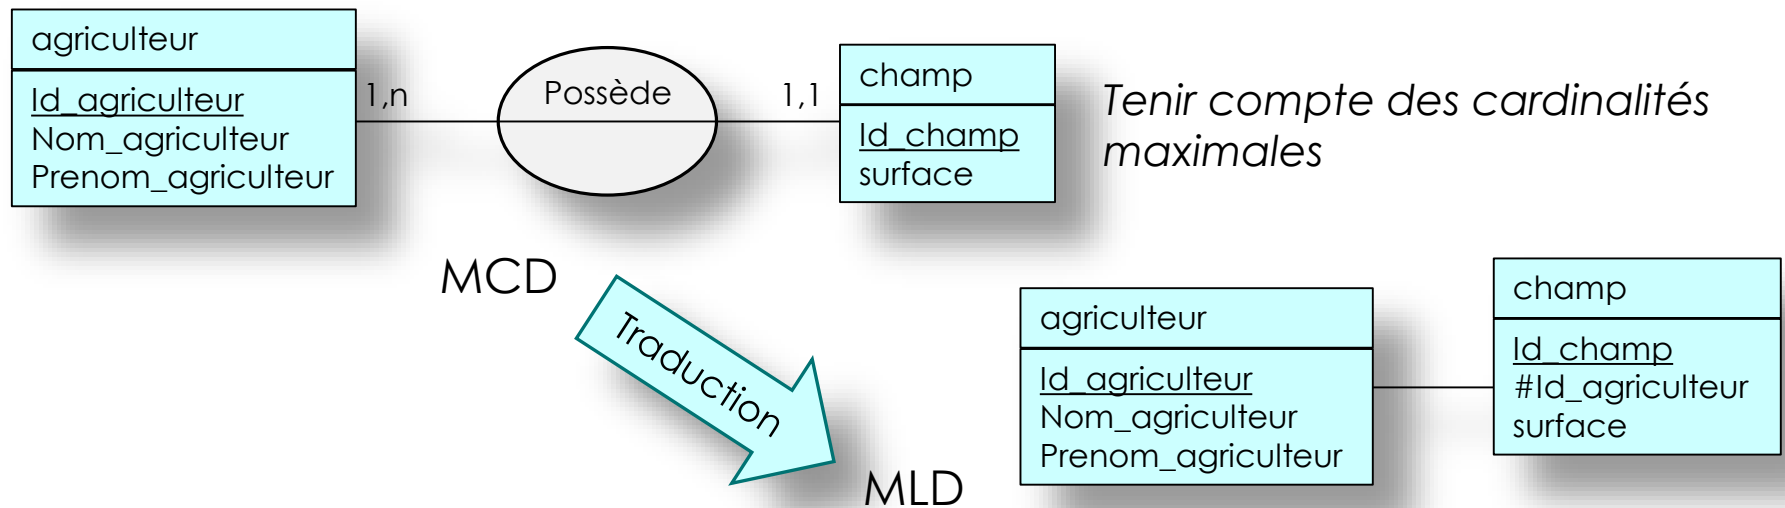 agriculteur
Id_agriculteur
Nom_agriculteur
Prenom_agriculteur
1,n
Possède
1,1
champ
Id_champ
surface
Tenir compte des cardinalités
maximales
MCD
Traduction
MLD
agriculteur
Id_agriculteur
Nom_agriculteur
Prenom_agriculteur
champ
Id_champ
#Id_agriculteur
surface